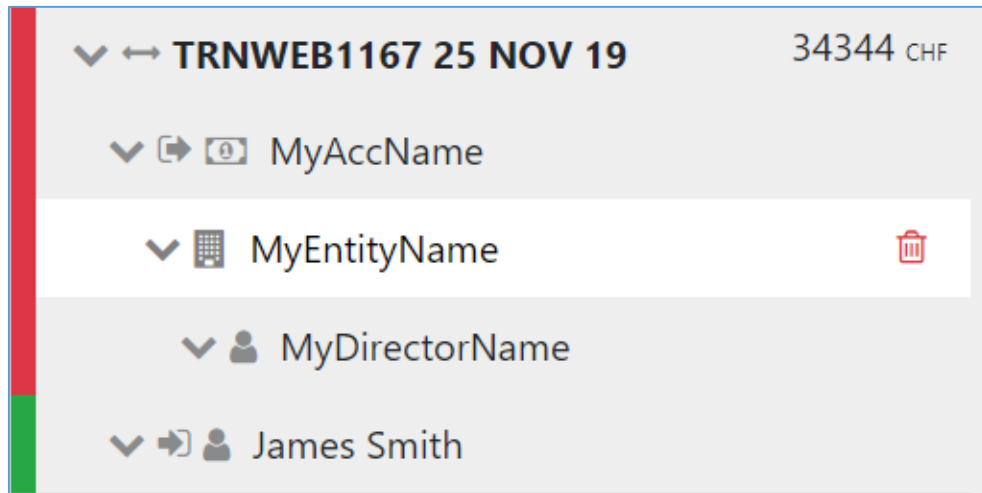 TRNWEB1167 25 NOV 19 34344 CHF
MyAccName
MyEntityName
MyDirectorName
James Smith